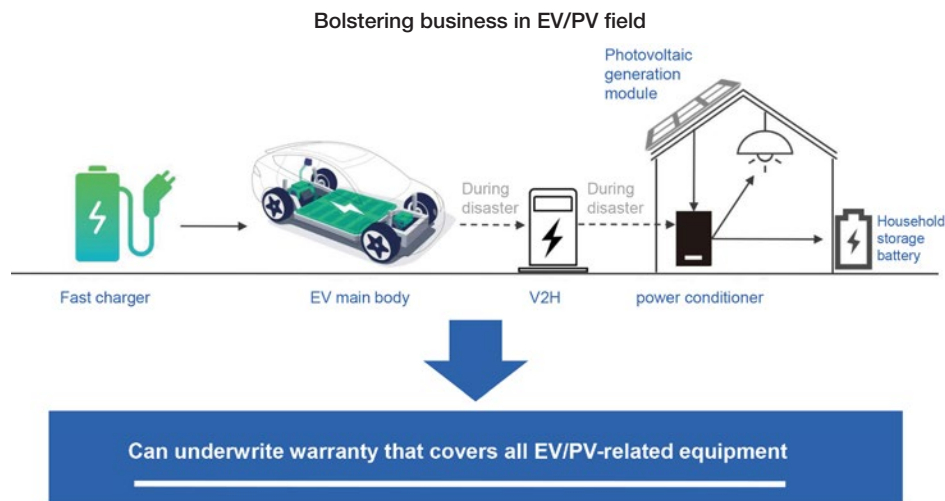 Bolstering business in EV/PV field
Photovoltaic
generation
module
During
disaster
During
disaster
Household
storage
battery
Fast charger
EV main body
V2H
power conditioner
Can underwrite warranty that covers all EV/PV-related equipment